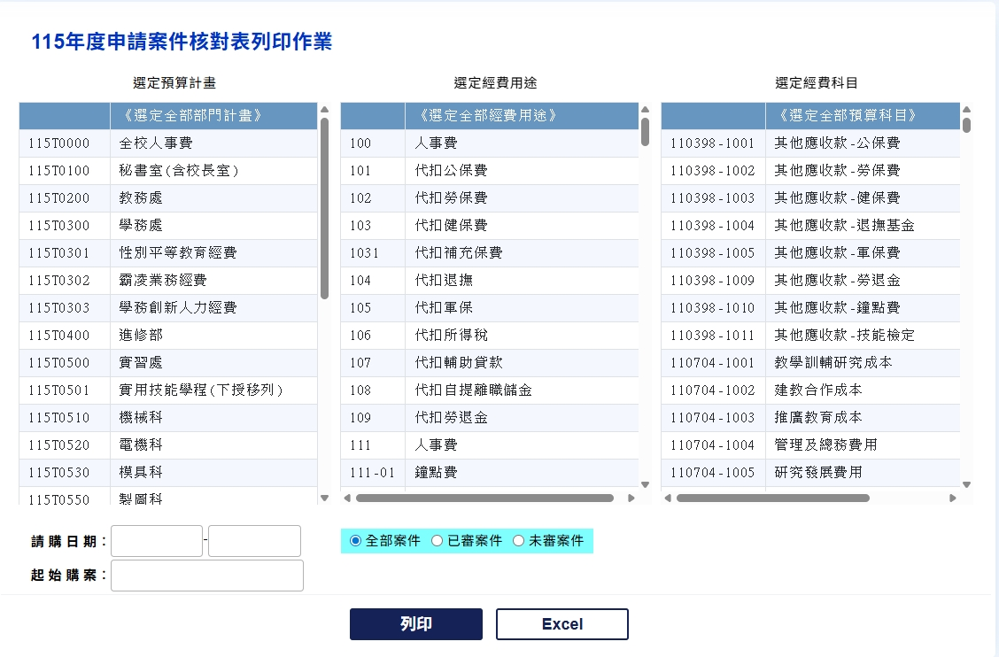 115年度申請案件核對表列印作業
選定預算計畫
《選定全部部門計畫》
115T0000 全校人事費
115T0100 秘書室(含校長室)
115T0200 教務處
115T0300 學務處
115T0301 性別平等教育經費
115T0302 霸凌業務經費
115T0303 學務創新人力經費
115T0400 進修部
115T0500 實習處
115T0501 實用技能學程(下授移列)
115T0510 機械科
115T0520 電機科
115T0530 模具科
115T0550 製圖科
選定經費用途
《選定全部經費用途》
100 人事費
101 代扣公保費
102 代扣勞保費
103 代扣健保費
1031 代扣補充保費
104 代扣退撫
105 代扣軍保
106 代扣所得稅
107 代扣輔助貸款
108 代扣自提離職儲金
109 代扣勞退金
111 人事費
111-01 鐘點費
選定經費科目
《選定全部預算科目》
110398-1001 其他應收款-公保費
110398-1002 其他應收款-勞保費
110398-1003 其他應收款-健保費
110398-1004 其他應收款-退撫基金
110398-1005 其他應收款-軍保費
110398-1009 其他應收款-勞退金
110398-1010 其他應收款-鐘點費
110398-1011 其他應收款-技能檢定
110704-1001 教學訓輔研究成本
110704-1002 建教合作成本
110704-1003 推廣教育成本
110704-1004 管理及總務費用
110704-1005 研究發展費用
請購日期： -
全部案件 已審案件 未審案件
起始購案：
列印 Excel